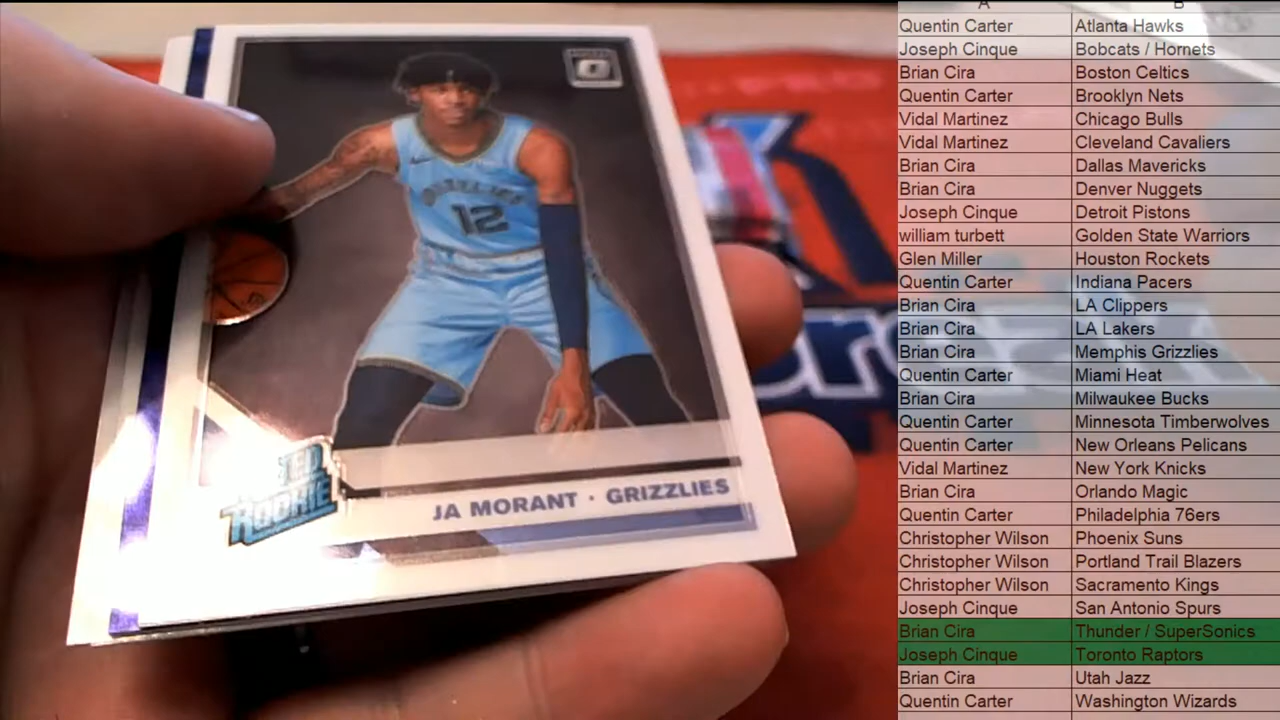 GRIZZLIES
12
TED
ROOKIE
JA MORANT · GRIZZLIES
A B
Quentin Carter Atlanta Hawks
Joseph Cinque Bobcats / Hornets
Brian Cira Boston Celtics
Quentin Carter Brooklyn Nets
Vidal Martinez Chicago Bulls
Vidal Martinez Cleveland Cavaliers
Brian Cira Dallas Mavericks
Brian Cira Denver Nuggets
Joseph Cinque Detroit Pistons
william turbett Golden State Warriors
Glen Miller Houston Rockets
Quentin Carter Indiana Pacers
Brian Cira LA Clippers
Brian Cira LA Lakers
Brian Cira Memphis Grizzlies
Quentin Carter Miami Heat
Brian Cira Milwaukee Bucks
Quentin Carter Minnesota Timberwolves
Quentin Carter New Orleans Pelicans
Vidal Martinez New York Knicks
Brian Cira Orlando Magic
Quentin Carter Philadelphia 76ers
Christopher Wilson Phoenix Suns
Christopher Wilson Portland Trail Blazers
Christopher Wilson Sacramento Kings
Joseph Cinque San Antonio Spurs
Brian Cira Thunder / SuperSonics
Joseph Cinque Toronto Raptors
Brian Cira Utah Jazz
Quentin Carter Washington Wizards